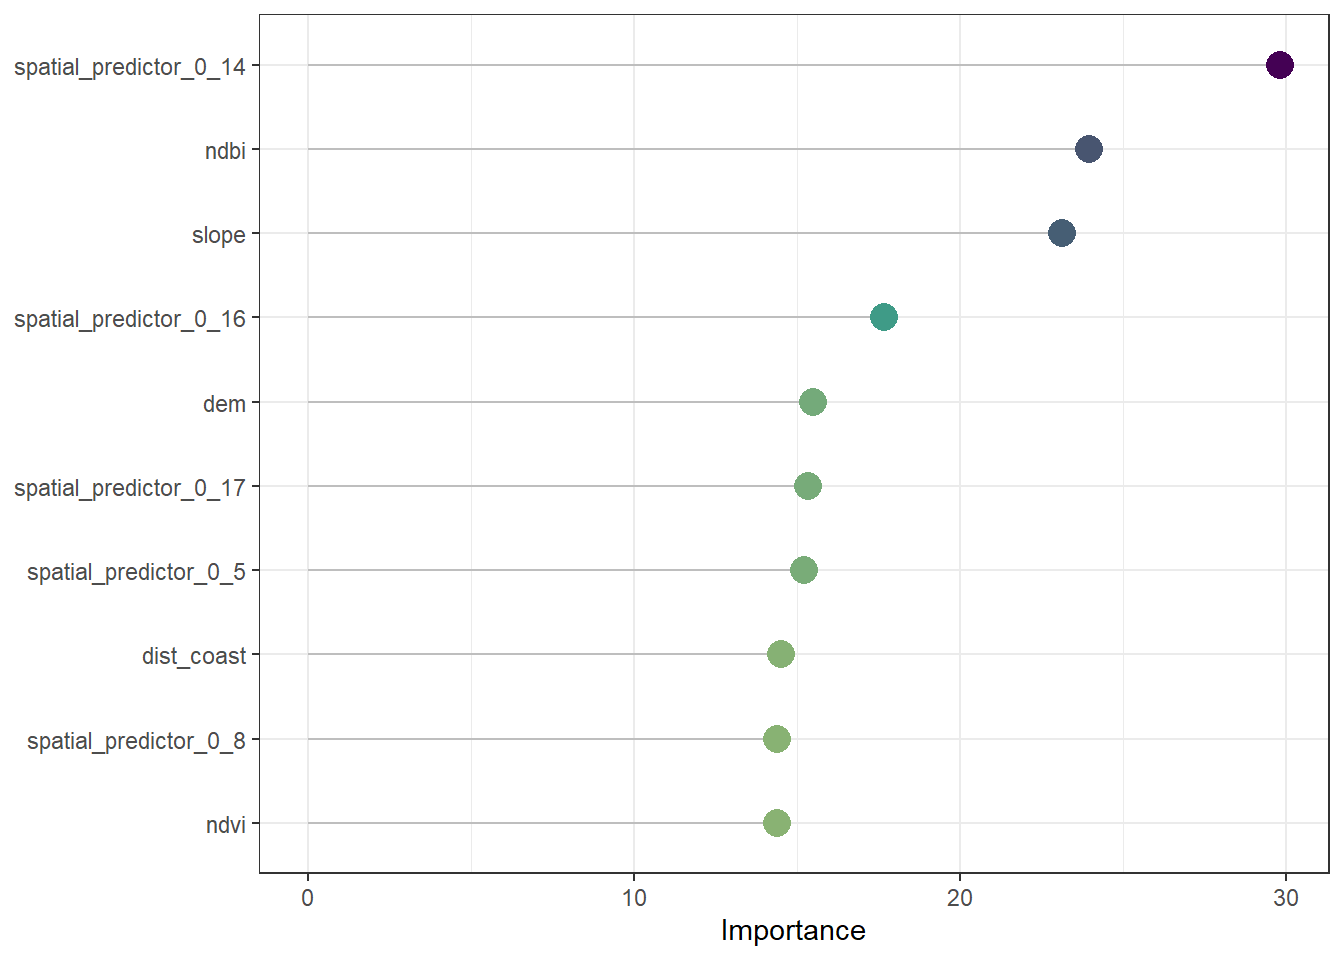 spatial_predictor_0_14
ndbi
slope
spatial_predictor_0_16
dem
spatial_predictor_0_17
spatial_predictor_0_5
dist_coast
spatial_predictor_0_8
ndvi
0 10 20 30
Importance